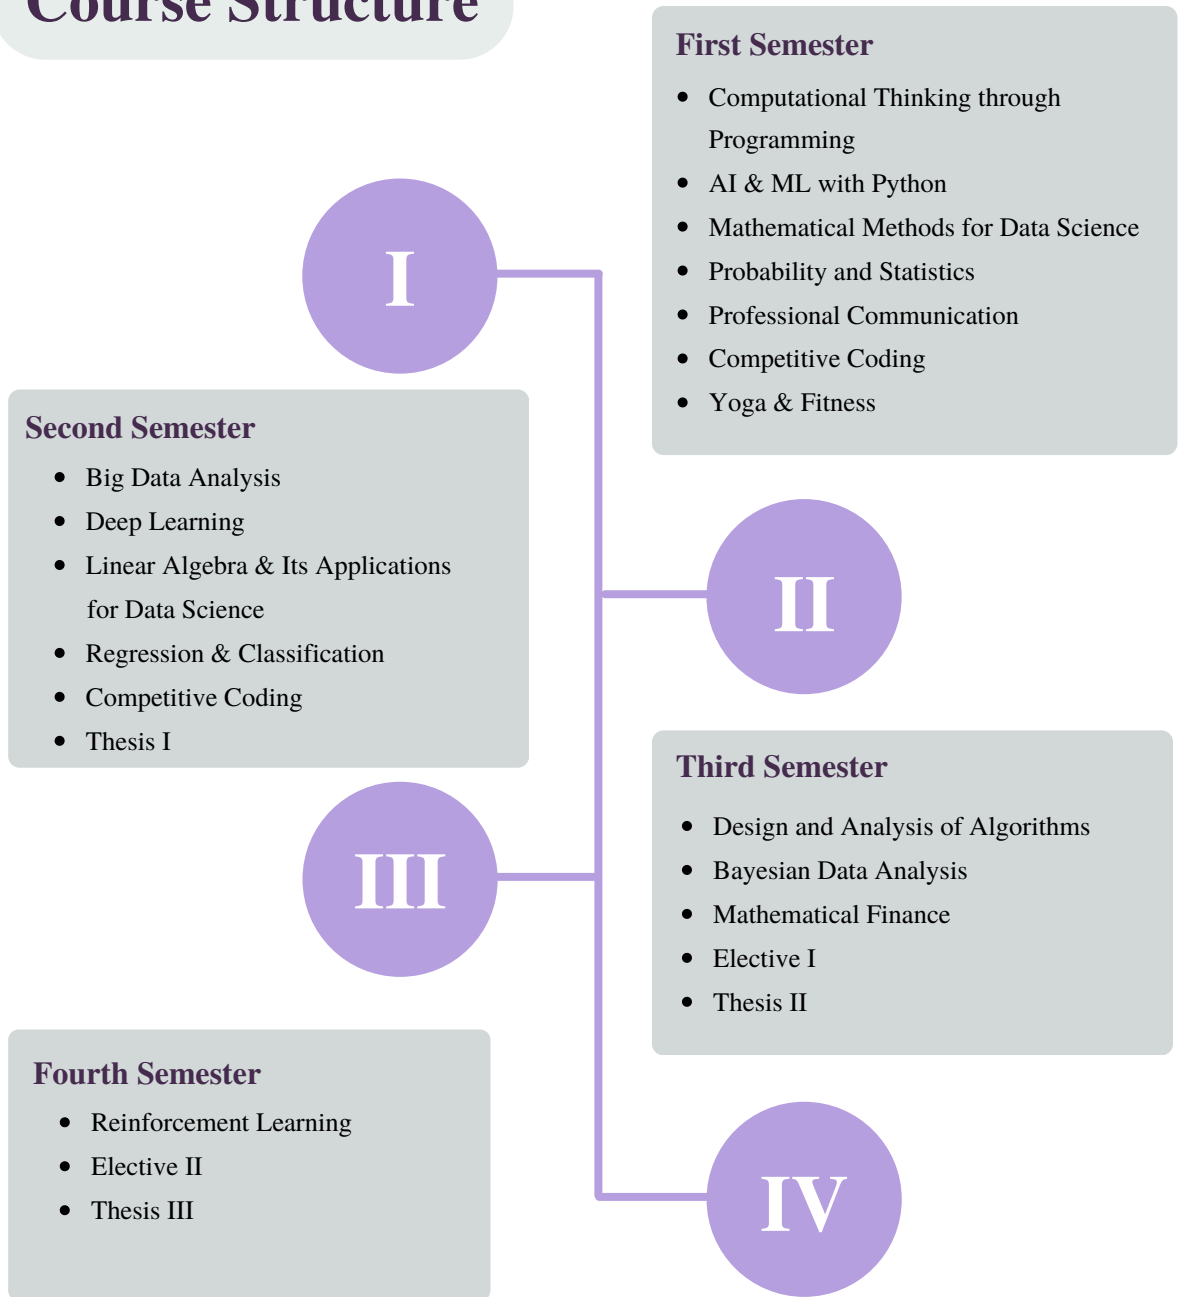 Course Structure
I
First Semester
Computational Thinking through
Programming
AI & ML with Python
Mathematical Methods for Data Science
Probability and Statistics
Professional Communication
Competitive Coding
Yoga & Fitness
II
Second Semester
Big Data Analysis
Deep Learning
Linear Algebra & Its Applications
for Data Science
Regression & Classification
Competitive Coding
Thesis I
III
Third Semester
Design and Analysis of Algorithms
Bayesian Data Analysis
Mathematical Finance
Elective I
Thesis II
IV
Fourth Semester
Reinforcement Learning
Elective II
Thesis III